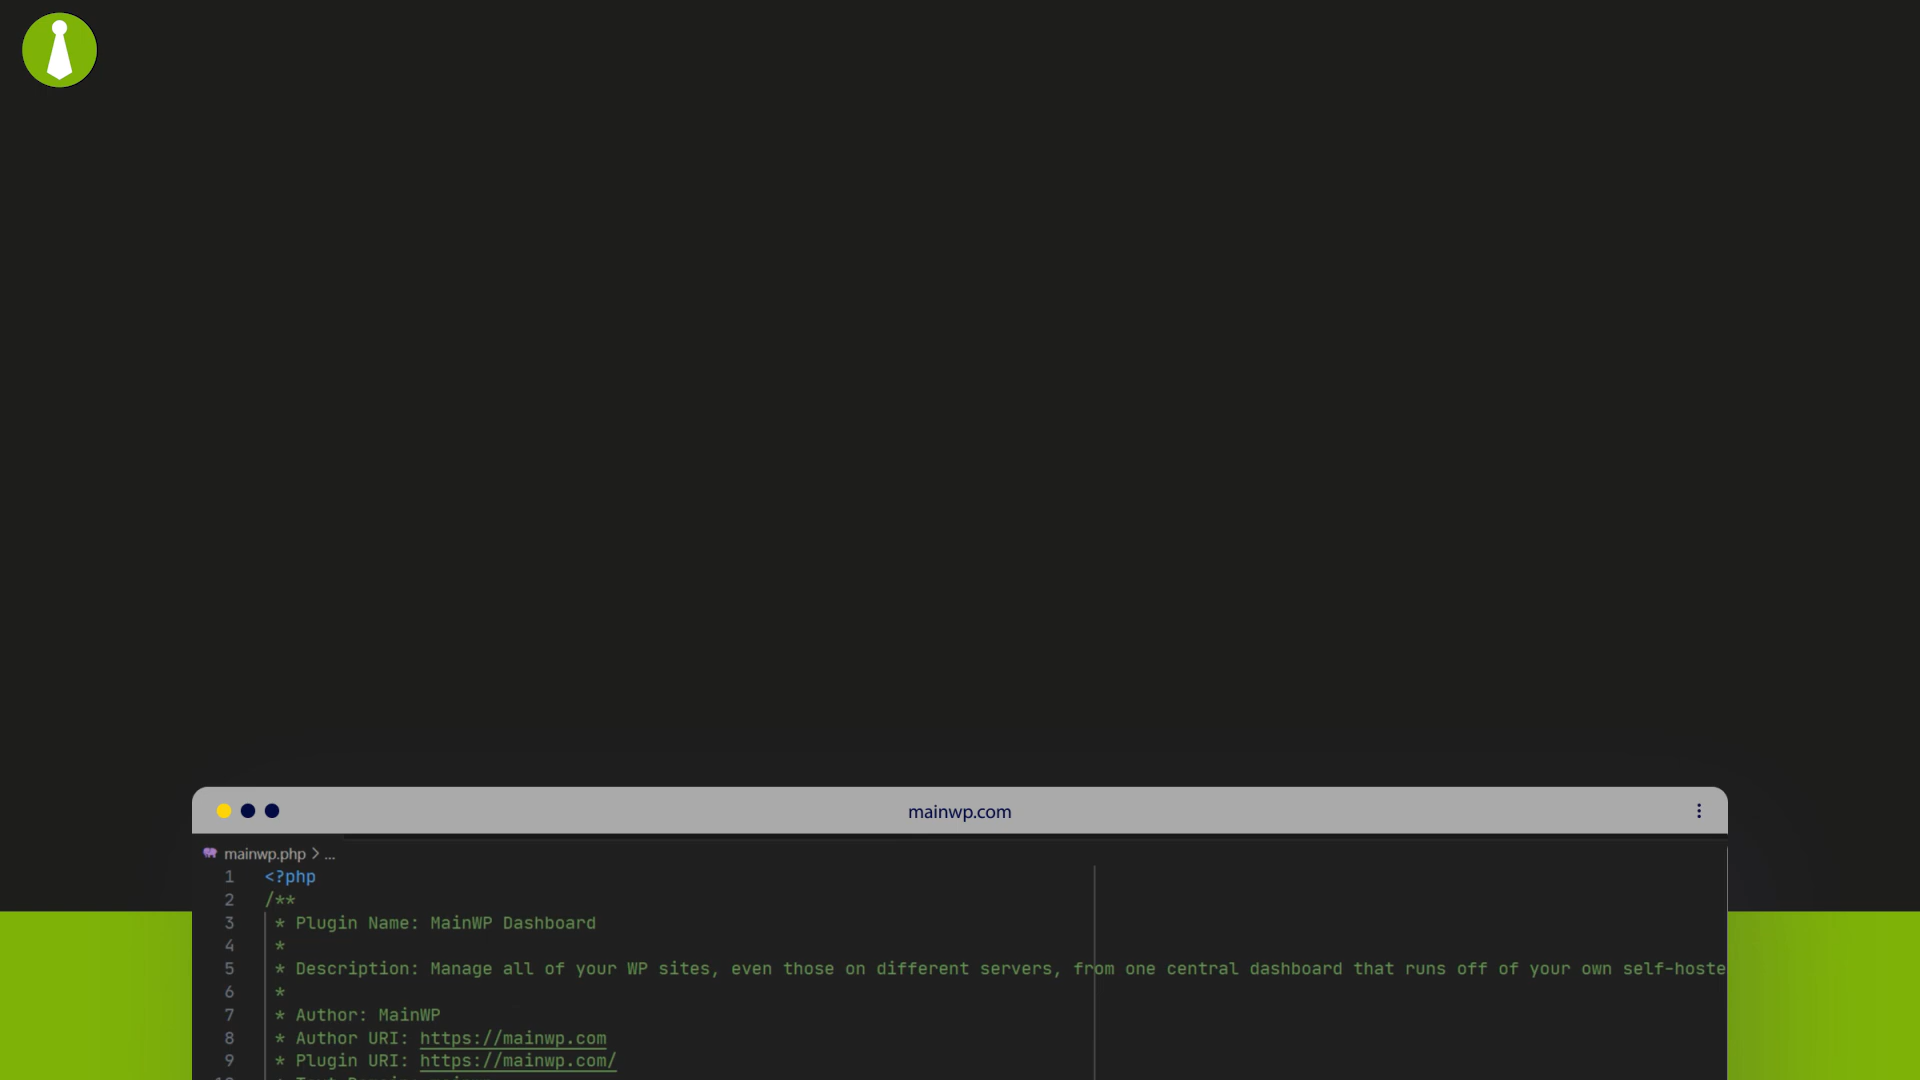 mainwp.com
mainwp.php > ...
1 <?php
2 /**
3 * Plugin Name: MainWP Dashboard
4 *
5 * Description: Manage all of your WP sites, even those on different servers, from one central dashboard that runs off of your own self-hoste
6 *
7 * Author: MainWP
8 * Author URI: https://mainwp.com
9 * Plugin URI: https://mainwp.com/